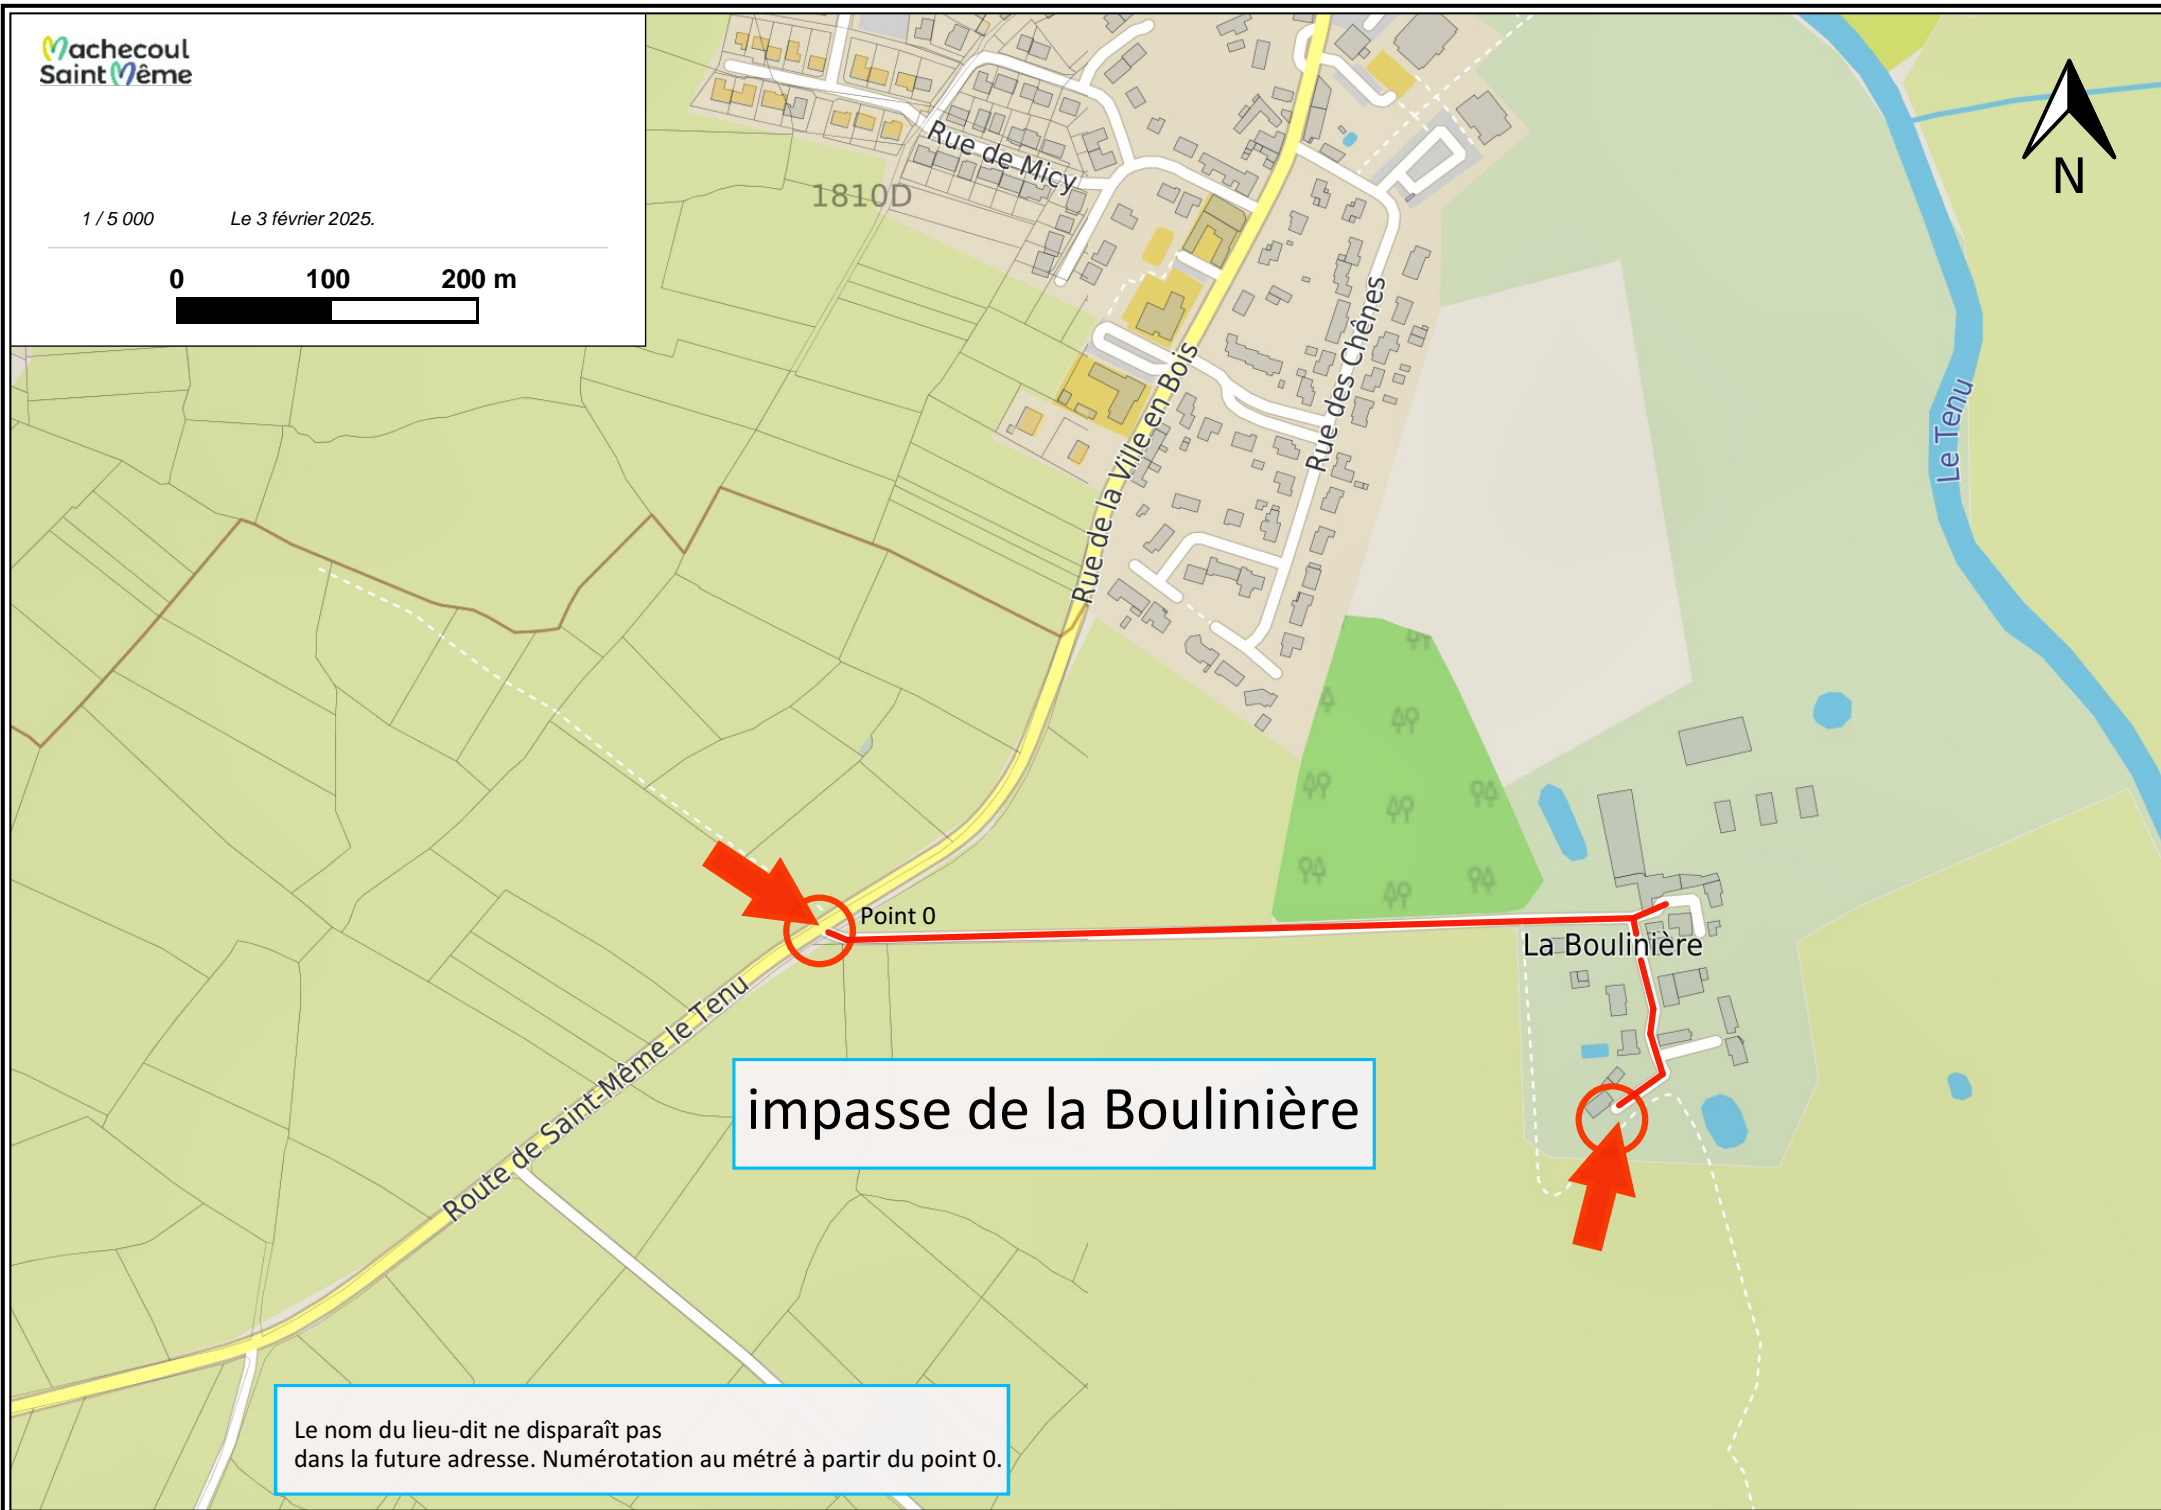 Machecoul
Saint Même
1 / 5 000
Le 3 février 2025.
0 100 200 m
N
Rue de Micy
1810D
Rue des Chênes
Rue de la Ville en Bois
Le Tenu
Point 0
La Boulinière
Route de Saint-Même le Tenu
impasse de la Boulinière
Le nom du lieu-dit ne disparaît pas
dans la future adresse. Numérotation au métré à partir du point 0.